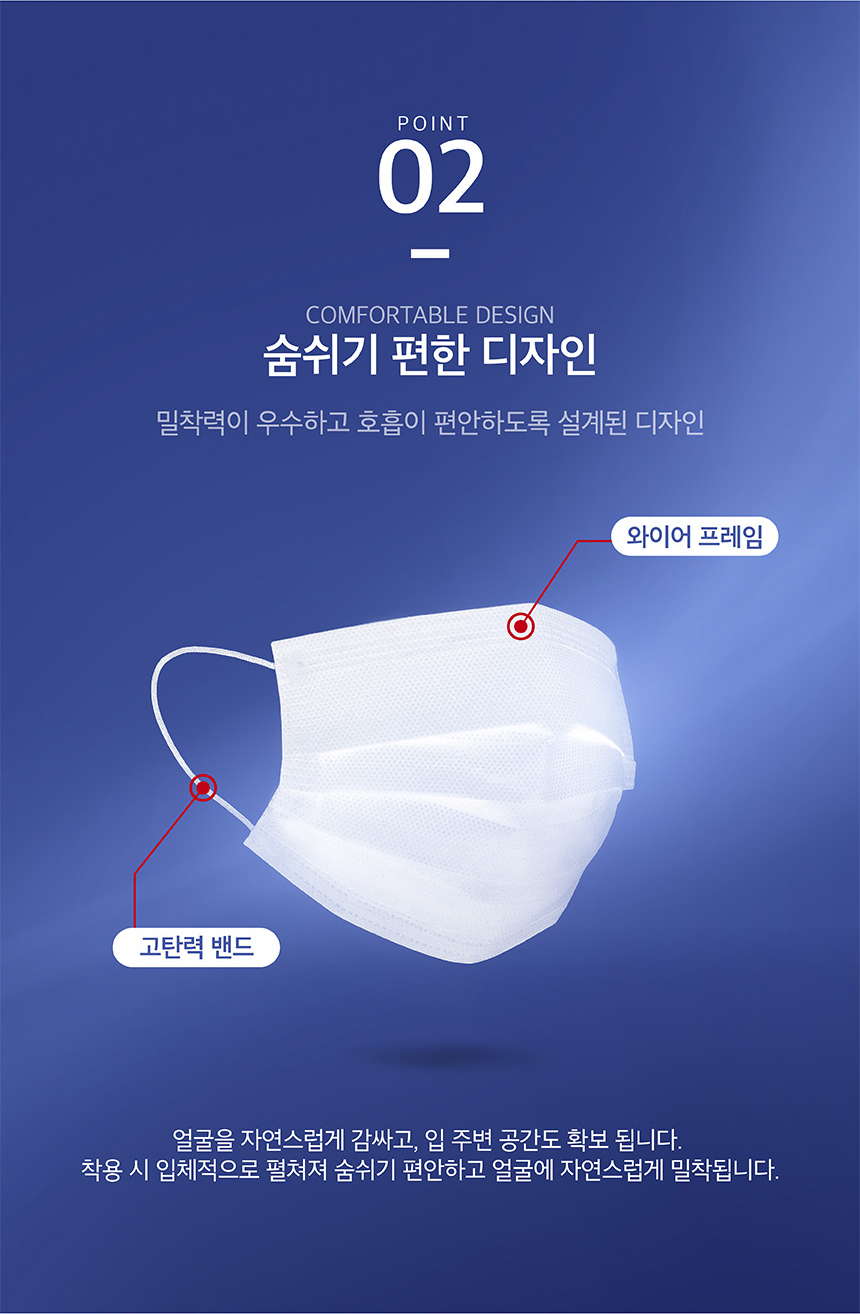 POINT
02
COMFORTABLE DESIGN
숨쉬기 편한 디자인
밀착력이 우수하고 호흡이 편안하도록 설계된 디자인
와이어 프레임
고탄력 밴드
얼굴을 자연스럽게 감싸고, 입 주변 공간도 확보 됩니다.
착용 시 입체적으로 펼쳐져 숨쉬기 편안하고 얼굴에 자연스럽게 밀착됩니다.